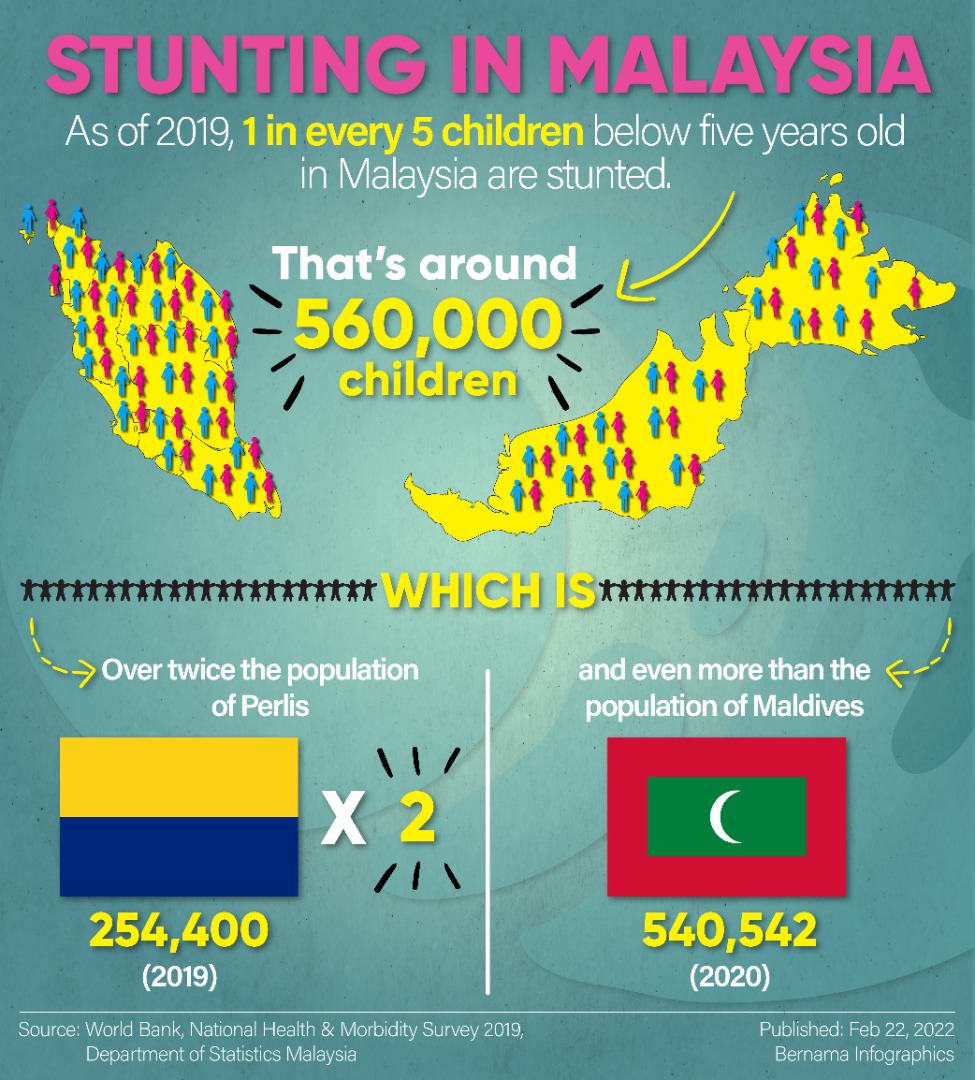 STUNTING IN MALAYSIA
As of 2019, 1 in every 5 children below five years old
in Malaysia are stunted.
That's around
560,000
children
WHICH IS
Over twice the population
of Perlis
X 2
254,400
(2019)
and even more than the
population of Maldives
540,542
(2020)
Source: World Bank, National Health & Morbidity Survey 2019,
Department of Statistics Malaysia
Published: Feb 22, 2022
Bernama Infographics